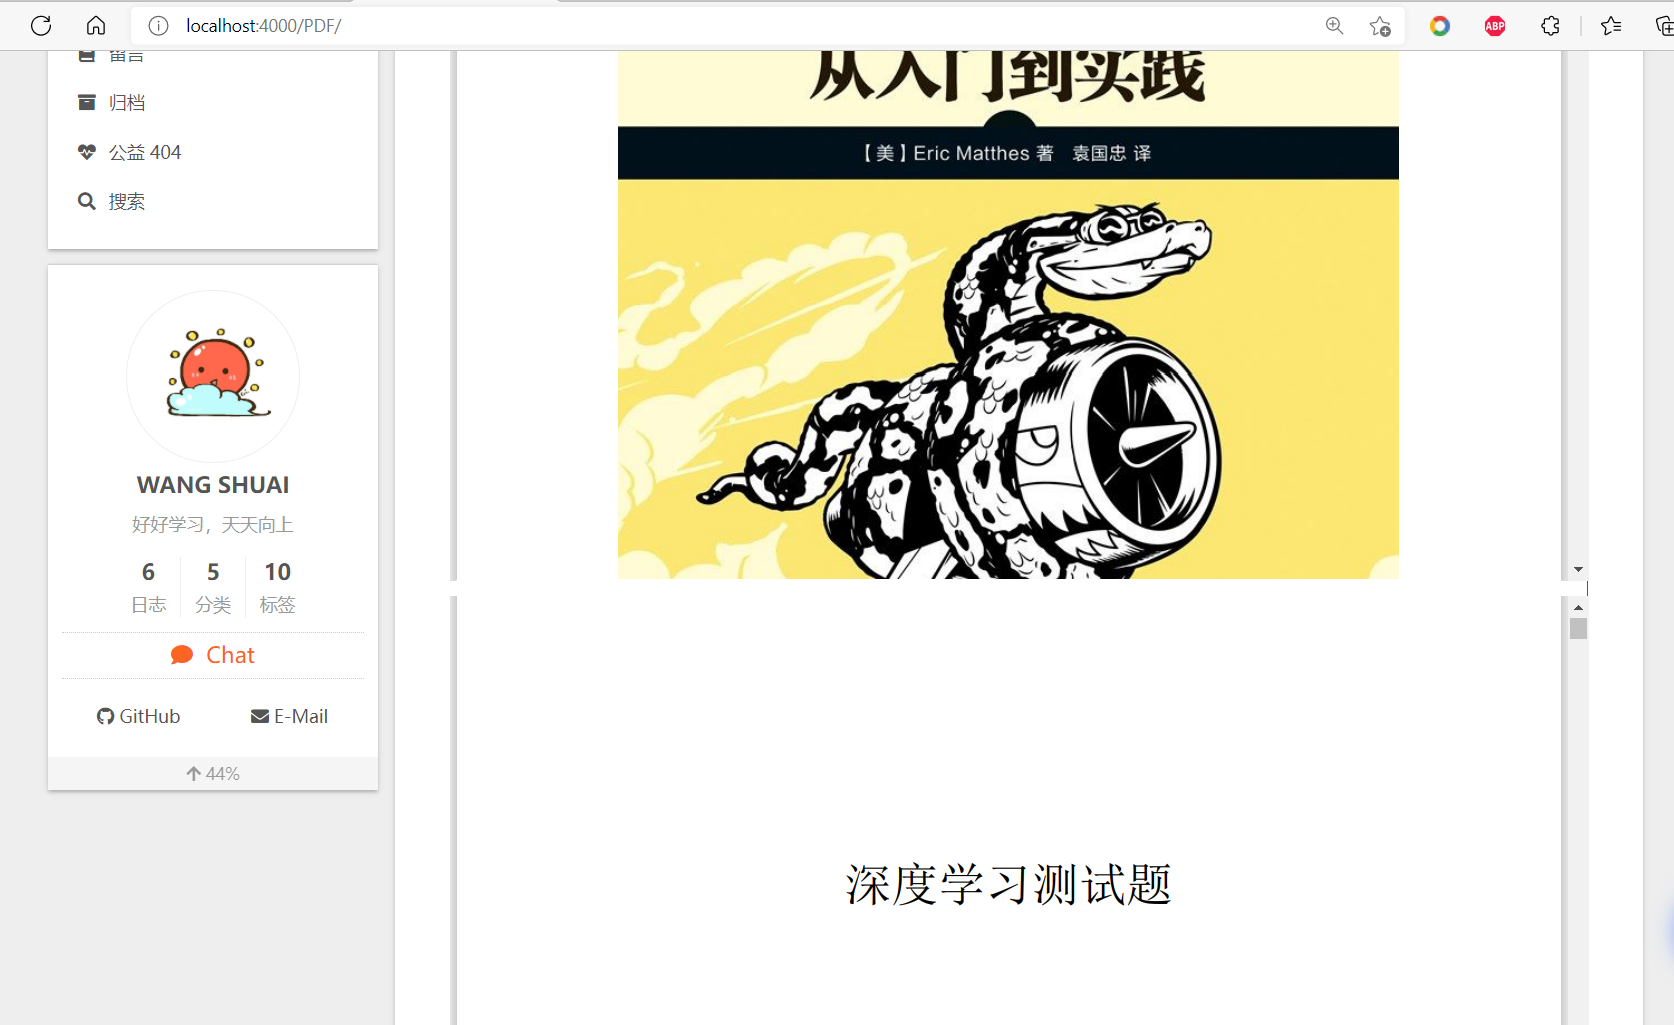 localhost:4000/PDF/
ABP
留言
归档
公益 404
搜索
WANG SHUAI
好好学习，天天向上
6 5 10
日志 分类 标签
Chat
GitHub E-Mail
44%
从入门到实践
【美】Eric Matthes 著 袁国忠 译
深度学习测试题